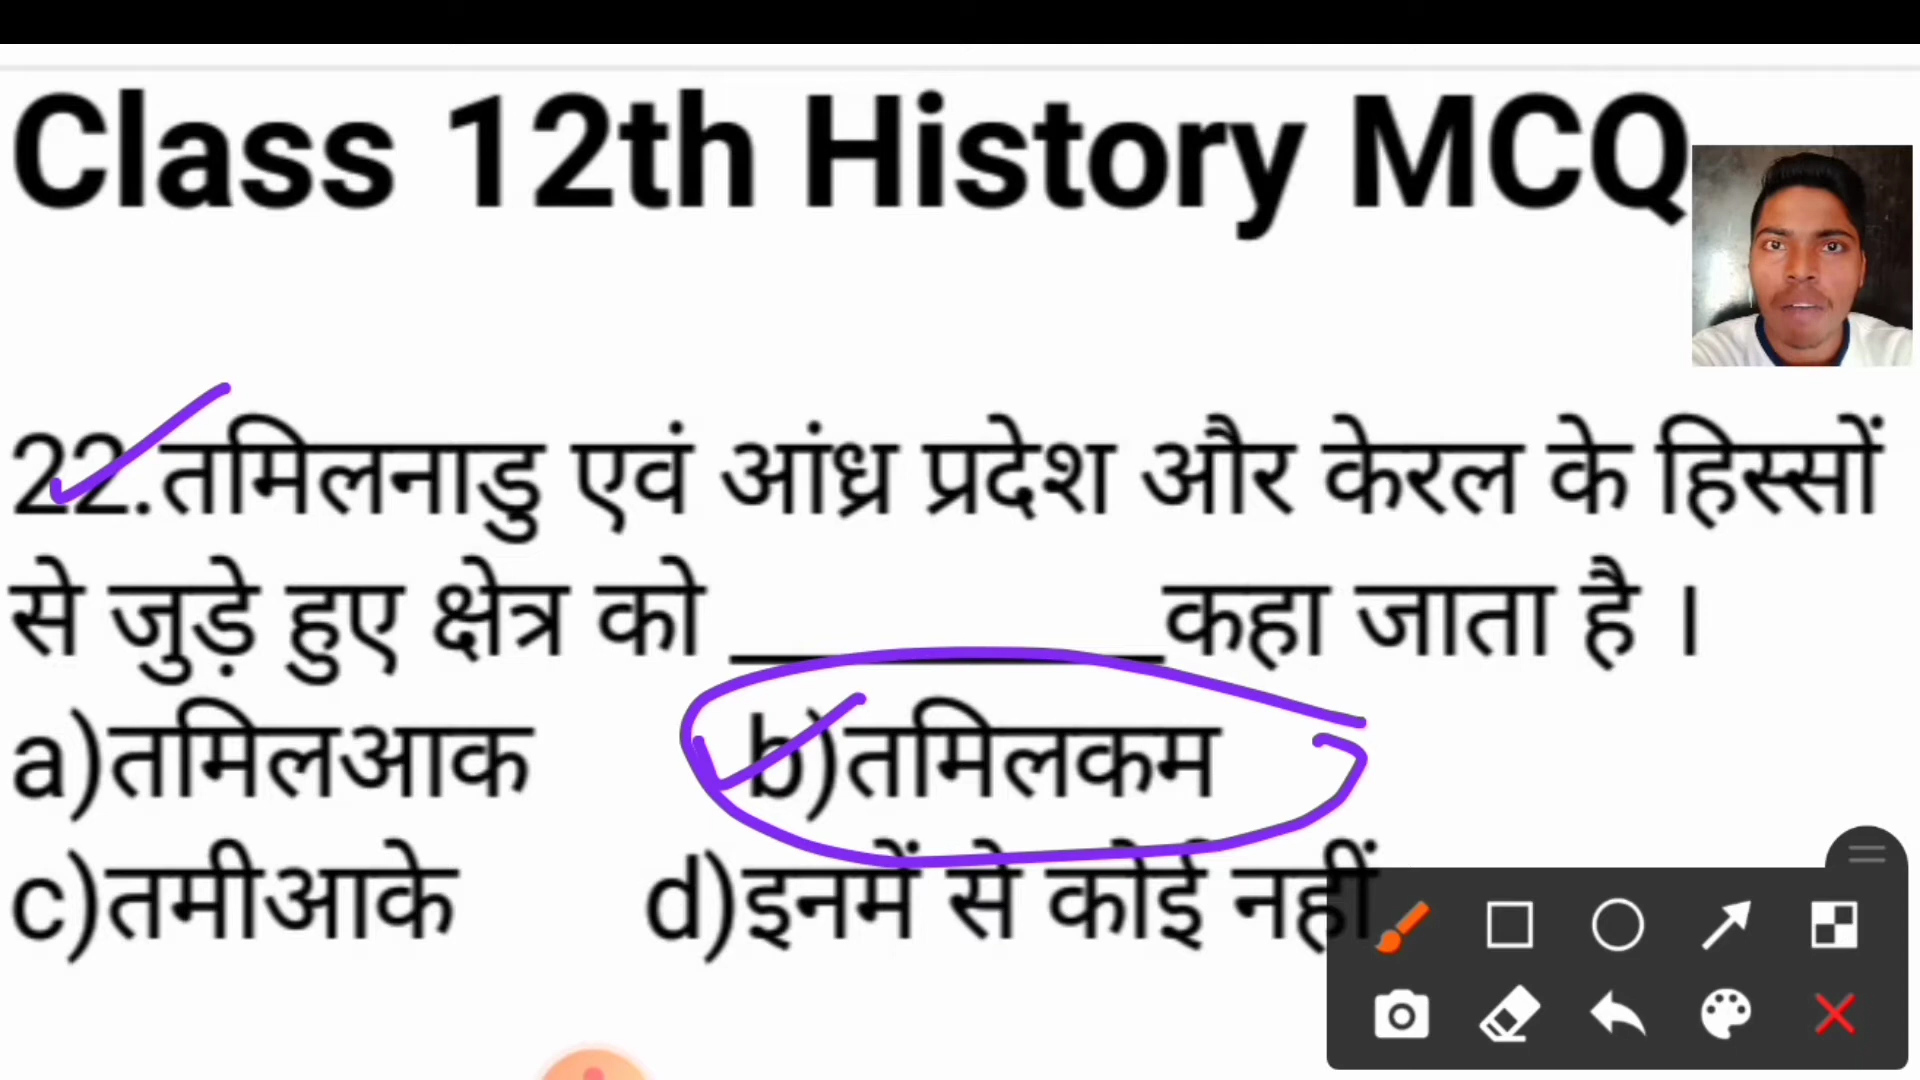 Class 12th History MCQ
22.तमिलनाडु एवं आंध्र प्रदेश और केरल के हिस्सों
से जुड़े हुए क्षेत्र को ________कहा जाता है ।
a)तमिलआक b)तमिलकम
c)तमीआके d)इनमें से कोई नहीं